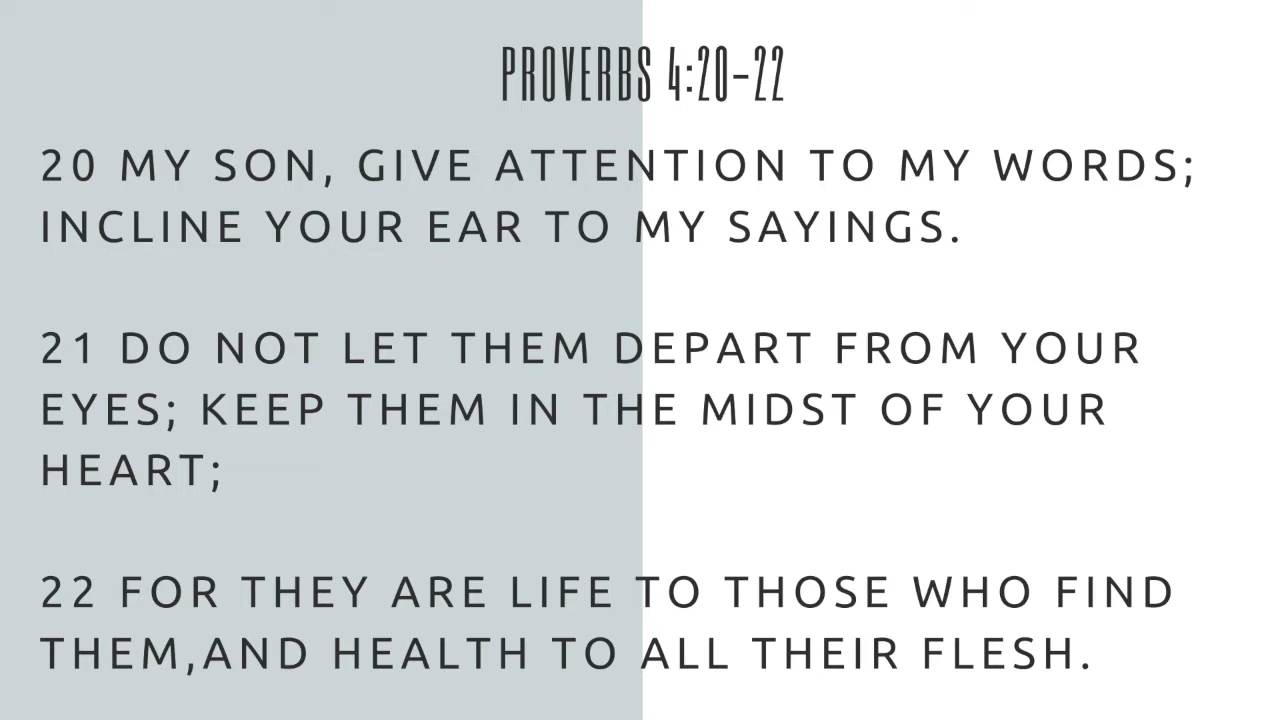 PROVERBS 4:20-22
20 MY SON, GIVE ATTENTION TO MY WORDS;
INCLINE YOUR EAR TO MY SAYINGS.
21 DO NOT LET THEM DEPART FROM YOUR
EYES; KEEP THEM IN THE MIDST OF YOUR
HEART;
22 FOR THEY ARE LIFE TO THOSE WHO FIND
THEM,AND HEALTH TO ALL THEIR FLESH.